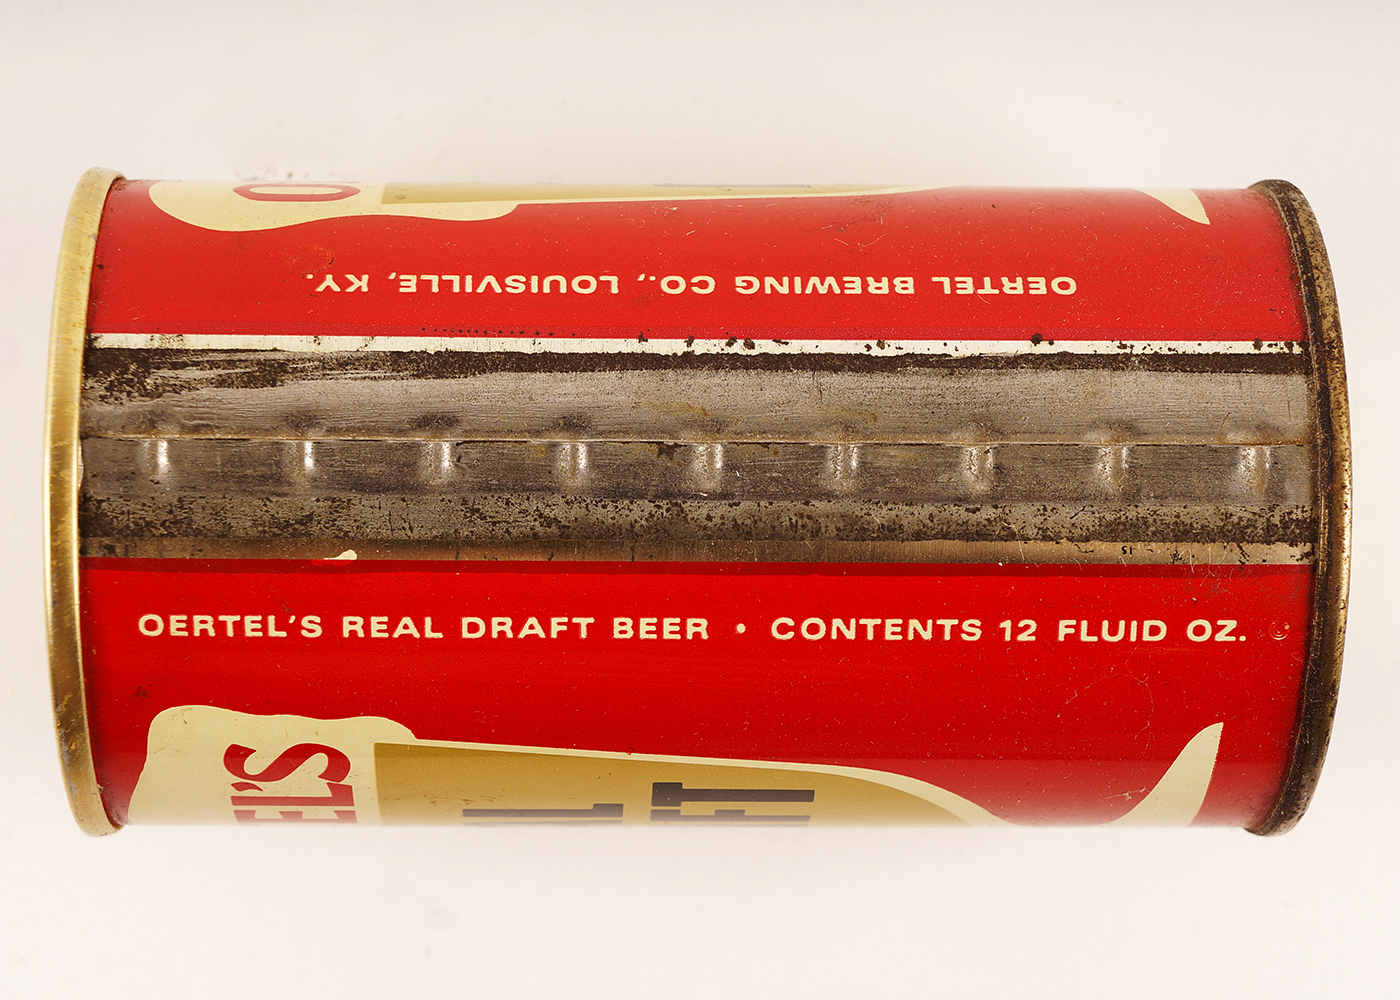 OERTEL BREWING CO., LOUISVILLE, KY.
OERTEL'S REAL DRAFT BEER • CONTENTS 12 FLUID OZ.